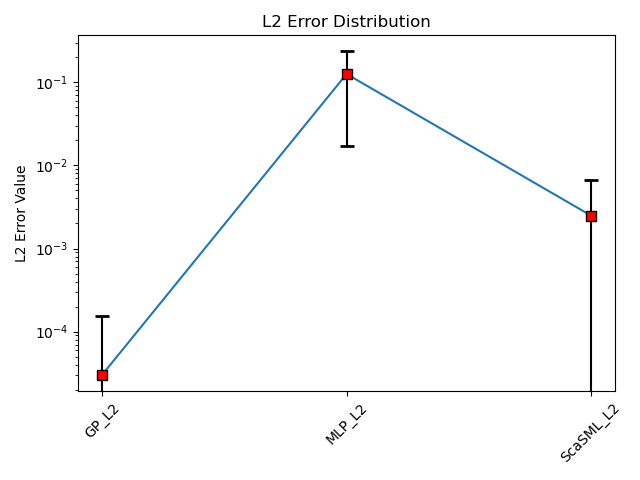 L2 Error Distribution
L2 Error Value
10⁻¹
10⁻²
10⁻³
10⁻⁴
GP_L2
MLP_L2
ScaSML_L2